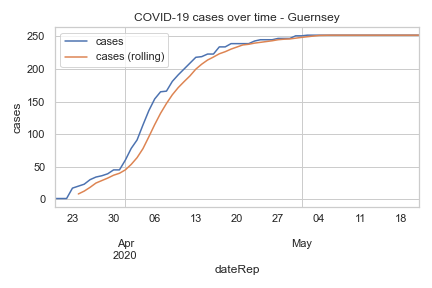 COVID-19 cases over time - Guernsey
cases
cases (rolling)
250
200
150
100
50
0
cases
23 30 06 13 20 27 04 11 18
Apr May
2020
dateRep